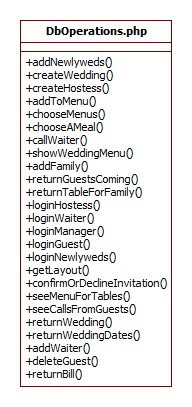 DbOperations.php
+addNewlyweds()
+createWedding()
+createHostess()
+addToMenu()
+chooseMenus()
+chooseAMeal()
+callWaiter()
+showWeddingMenu()
+addFamily()
+returnGuestsComing()
+returnTableForFamily()
+loginHostess()
+loginWaiter()
+loginManager()
+loginGuest()
+loginNewlyweds()
+getLayout()
+confirmOrDeclineInvitation()
+seeMenuForTables()
+seeCallsFromGuests()
+returnWedding()
+returnWeddingDates()
+addWaiter()
+deleteGuest()
+returnBill()